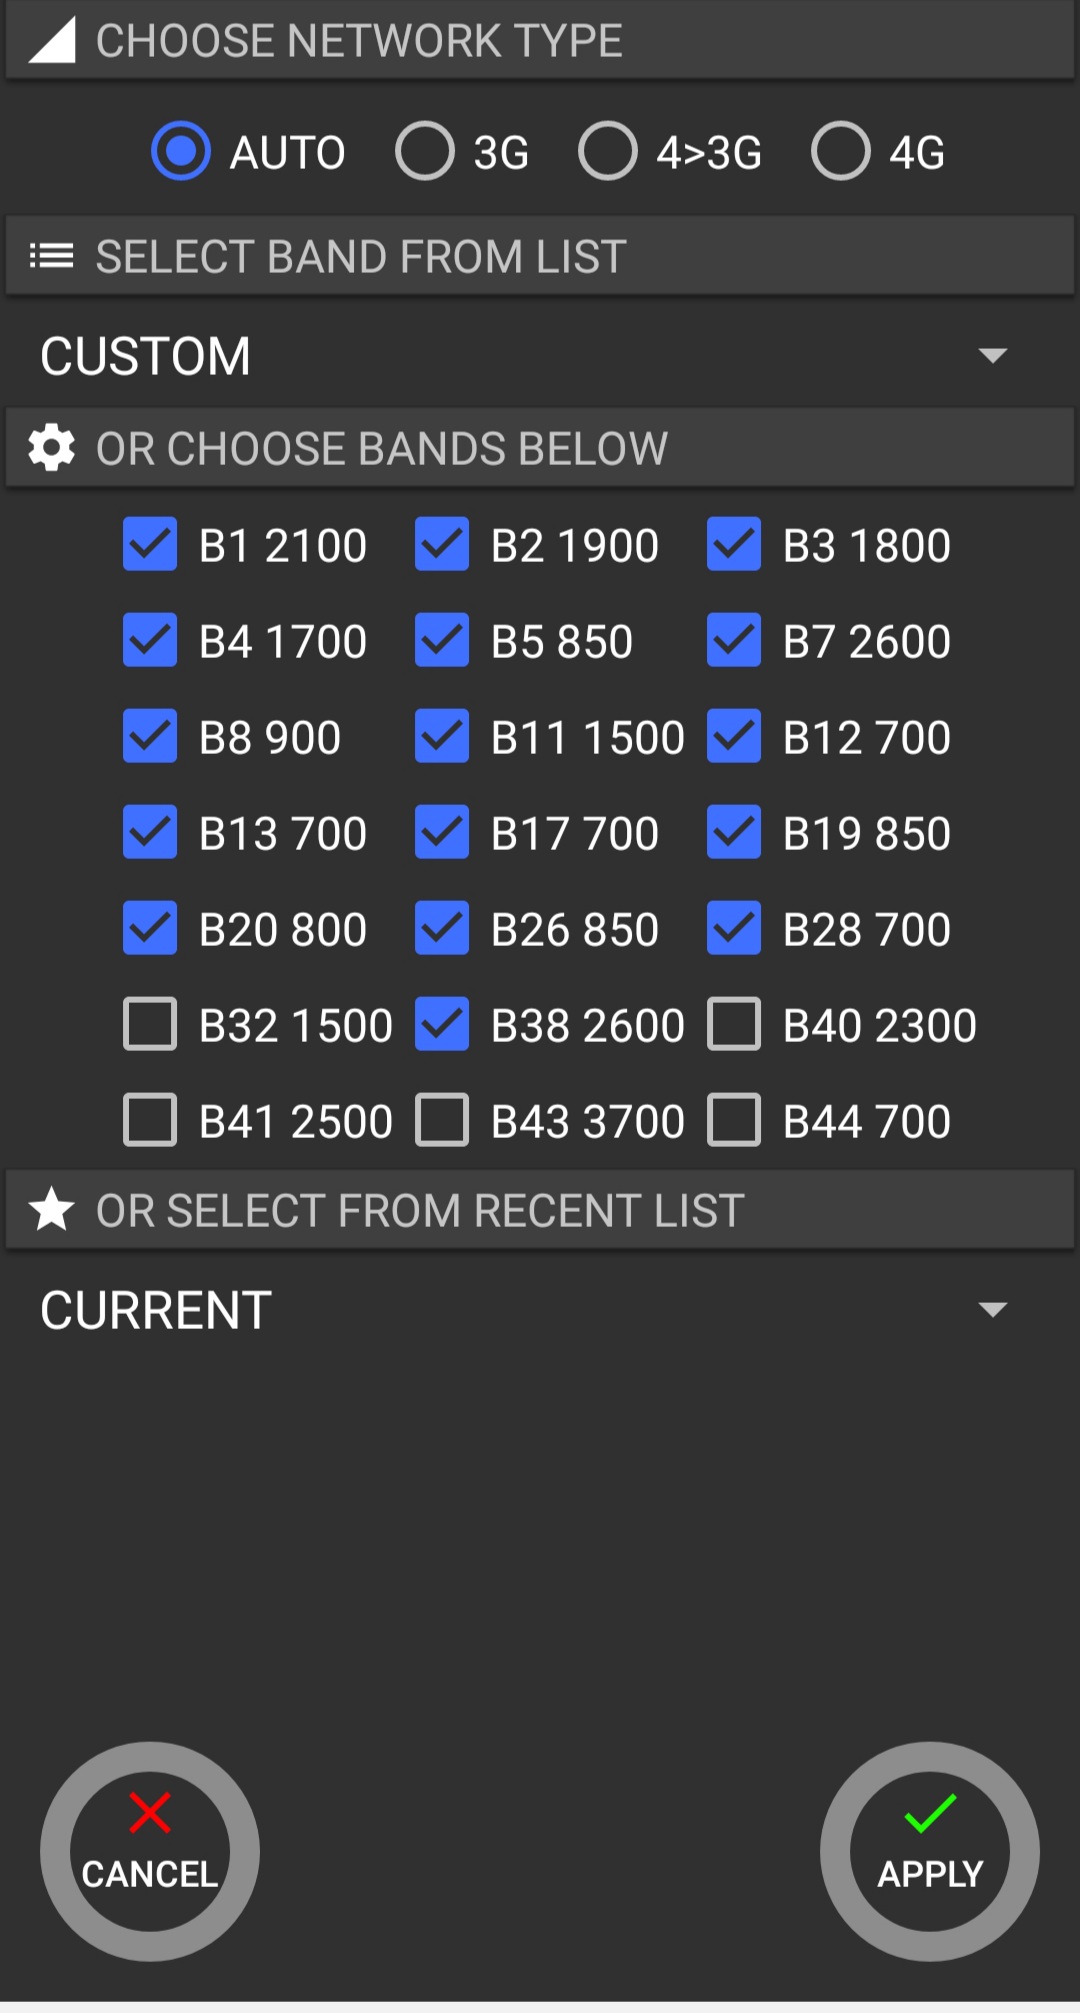 CHOOSE NETWORK TYPE
AUTO 3G 4>3G 4G
SELECT BAND FROM LIST
CUSTOM
OR CHOOSE BANDS BELOW
B1 2100 B2 1900 B3 1800
B4 1700 B5 850 B7 2600
B8 900 B11 1500 B12 700
B13 700 B17 700 B19 850
B20 800 B26 850 B28 700
B32 1500 B38 2600 B40 2300
B41 2500 B43 3700 B44 700
OR SELECT FROM RECENT LIST
CURRENT
CANCEL APPLY